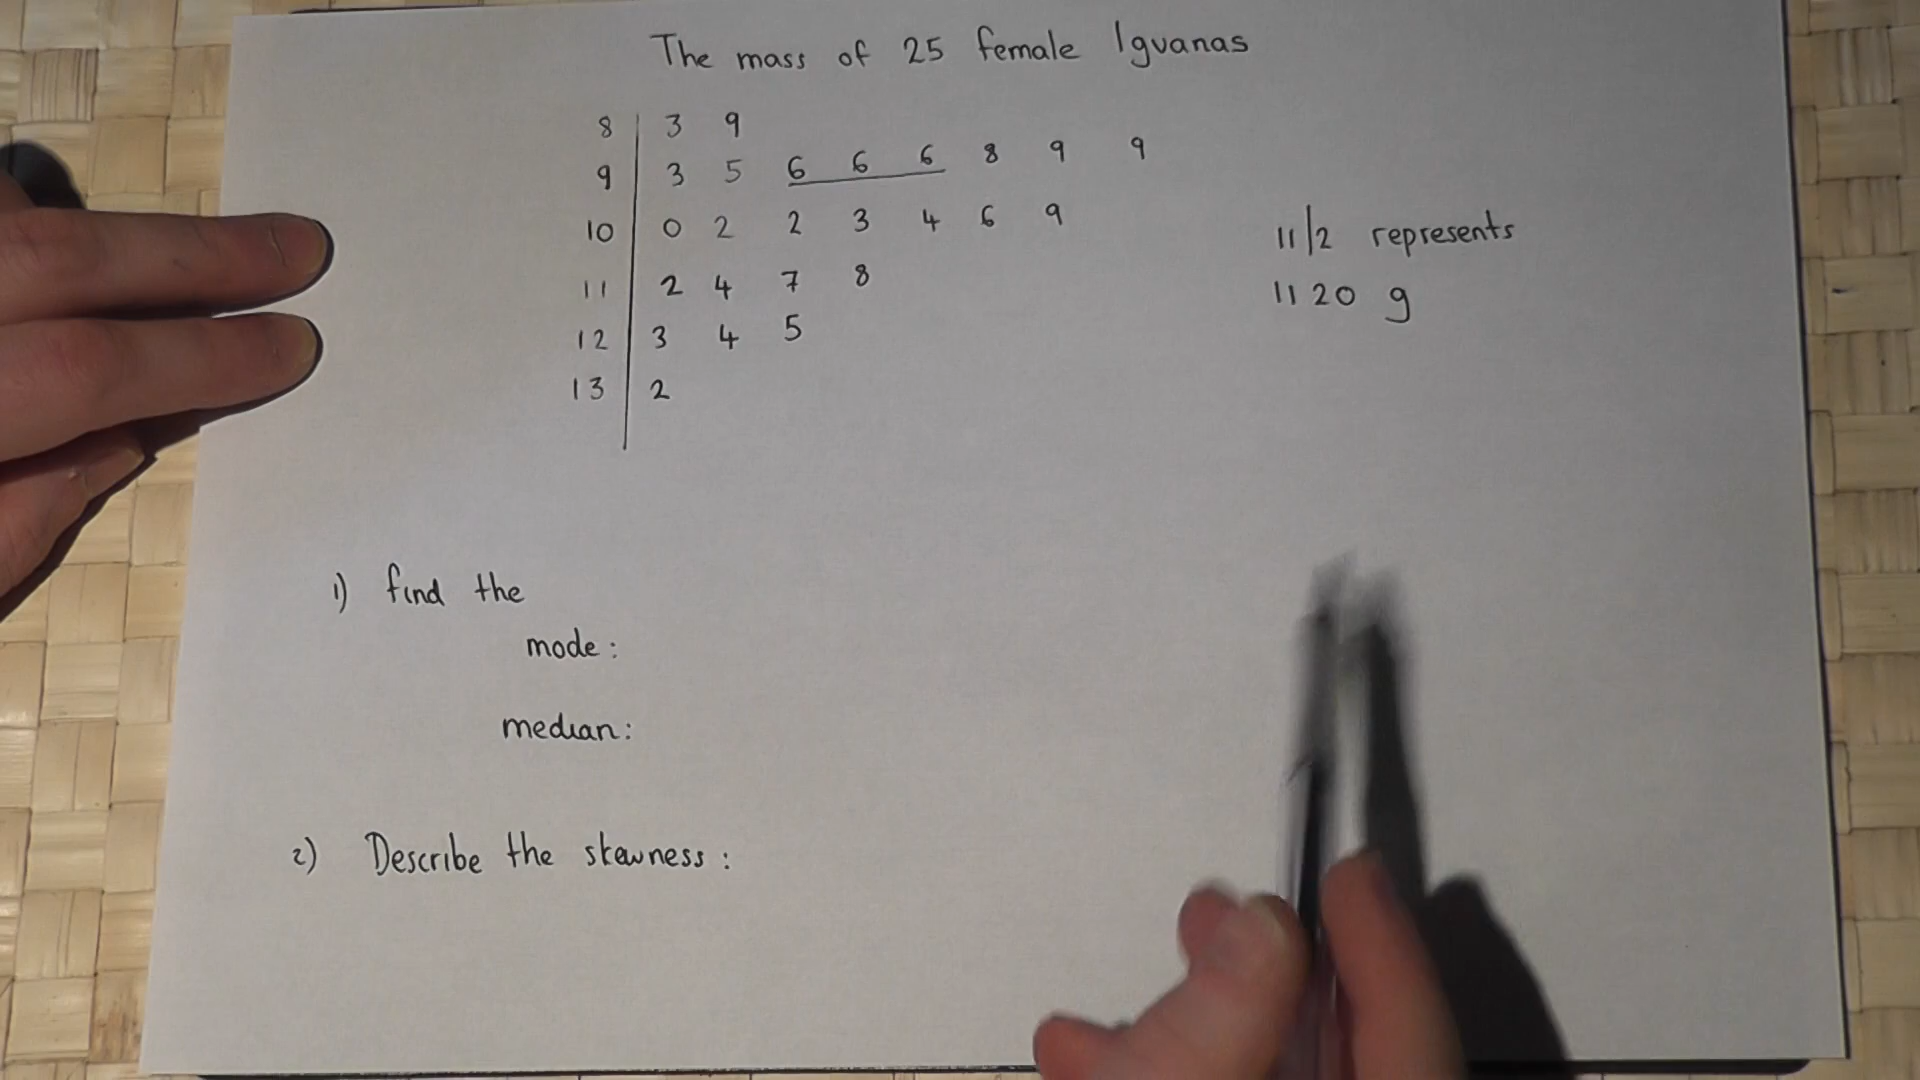 The mass of 25 female Iguanas
8 | 3 9
9 | 3 5 6 6 6 8 9 9
10 | 0 2 2 3 4 6 9
11 | 2 4 7 8
12 | 3 4 5
13 | 2
11/2 represents
1120 g
1) find the
mode:
median:
2) Describe the skewness: